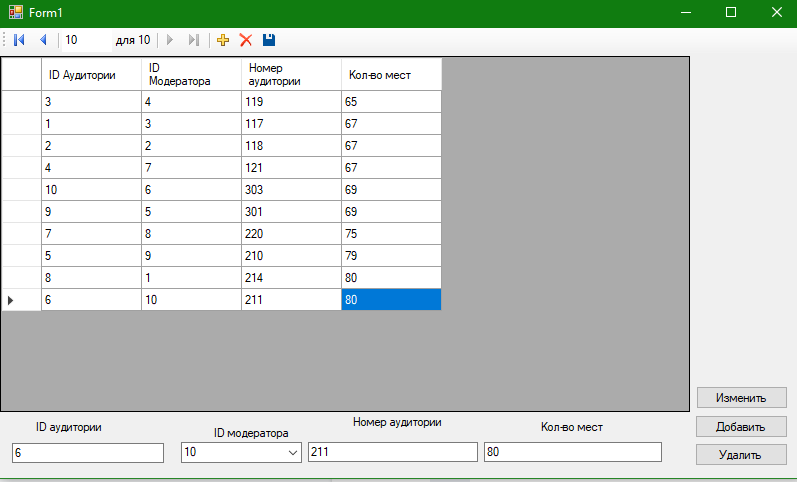 Form1
10 для 10
ID Аудитории ID Модератора Номер аудитории Кол-во мест
3 4 119 65
1 3 117 67
2 2 118 67
4 7 121 67
10 6 303 69
9 5 301 69
7 8 220 75
5 9 210 79
8 1 214 80
6 10 211 80
Изменить
Добавить
Удалить
ID аудитории ID модератора Номер аудитории Кол-во мест
6 10 211 80